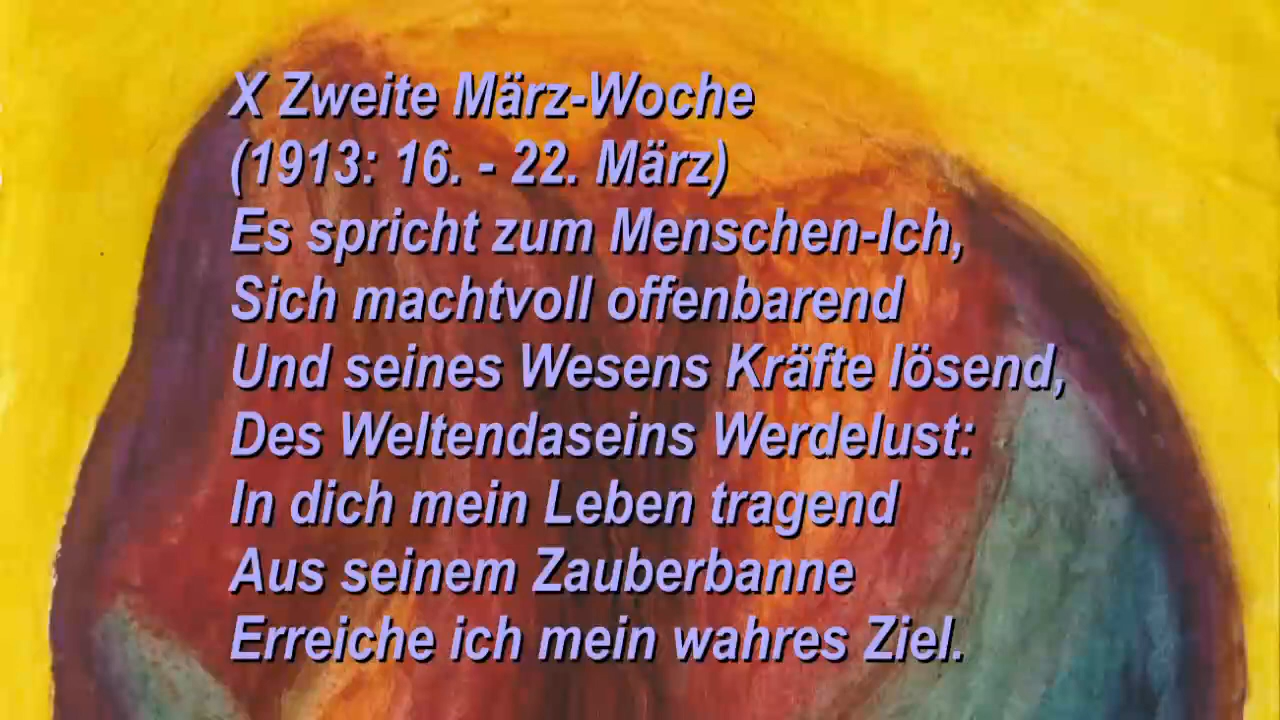 X Zweite März-Woche
(1913: 16. - 22. März)
Es spricht zum Menschen-Ich,
Sich machtvoll offenbarend
Und seines Wesens Kräfte lösend,
Des Weltendaseins Werdelust:
In dich mein Leben tragend
Aus seinem Zauberbanne
Erreiche ich mein wahres Ziel.